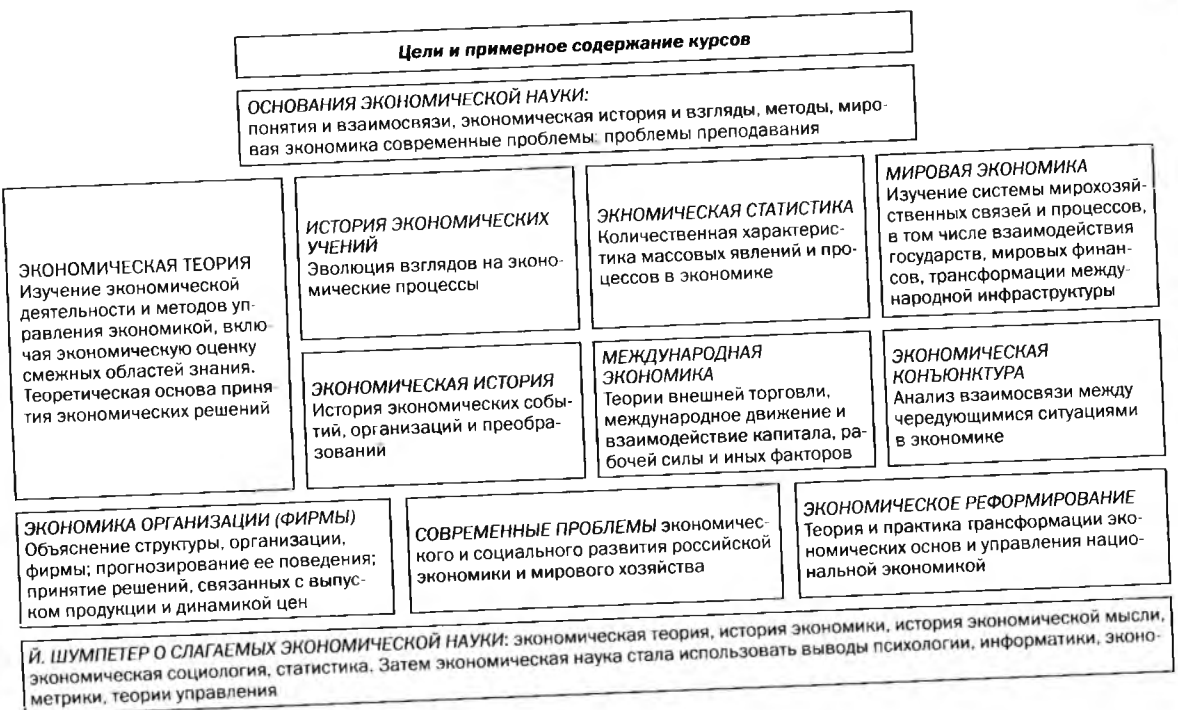 Цели и примерное содержание курсов
ОСНОВАНИЯ ЭКОНОМИЧЕСКОЙ НАУКИ:
понятия и взаимосвязи, экономическая история и взгляды, методы, миро-
вая экономика современные проблемы: проблемы преподавания
ЭКОНОМИЧЕСКАЯ ТЕОРИЯ
Изучение экономической
деятельности и методов уп-
равления экономикой, вклю-
чая экономическую оценку
смежных областей знания.
Теоретическая основа приня-
тия экономических решений
ИСТОРИЯ ЭКОНОМИЧЕСКИХ
УЧЕНИЙ
Эволюция взглядов на эконо-
мические процессы
ЭКНОМИЧЕСКАЯ СТАТИСТИКА
Количественная характерис-
тика массовых явлений и про-
цессов в экономике
МИРОВАЯ ЭКОНОМИКА
Изучение системы мирохозяй-
ственных связей и процессов,
в том числе взаимодействия
государств, мировых финан-
сов, трансформации между-
народной инфраструктуры
ЭКОНОМИЧЕСКАЯ ИСТОРИЯ
История экономических собы-
тий, организаций и преобра-
зований
МЕЖДУНАРОДНАЯ
ЭКОНОМИКА
Теории внешней торговли,
международное движение и
взаимодействие капитала, ра-
бочей силы и иных факторов
ЭКОНОМИЧЕСКАЯ
КОНЪЮНКТУРА
Анализ взаимосвязи между
чередующимися ситуациями
в экономике
ЭКОНОМИКА ОРГАНИЗАЦИИ (ФИРМЫ)
Объяснение структуры, организации,
фирмы; прогнозирование ее поведения;
принятие решений, связанных с выпус-
ком продукции и динамикой цен
СОВРЕМЕННЫЕ ПРОБЛЕМЫ экономичес-
кого и социального развития российской
экономики и мирового хозяйства
ЭКОНОМИЧЕСКОЕ РЕФОРМИРОВАНИЕ
Теория и практика трансформации эко-
номических основ и управления нацио-
нальной экономикой
Й. ШУМПЕТЕР О СЛАГАЕМЫХ ЭКОНОМИЧЕСКОЙ НАУКИ: экономическая теория, история экономики, история экономической мысли,
экономическая социология, статистика. Затем экономическая наука стала использовать выводы психологии, информатики, эконо-
метрики, теории управления